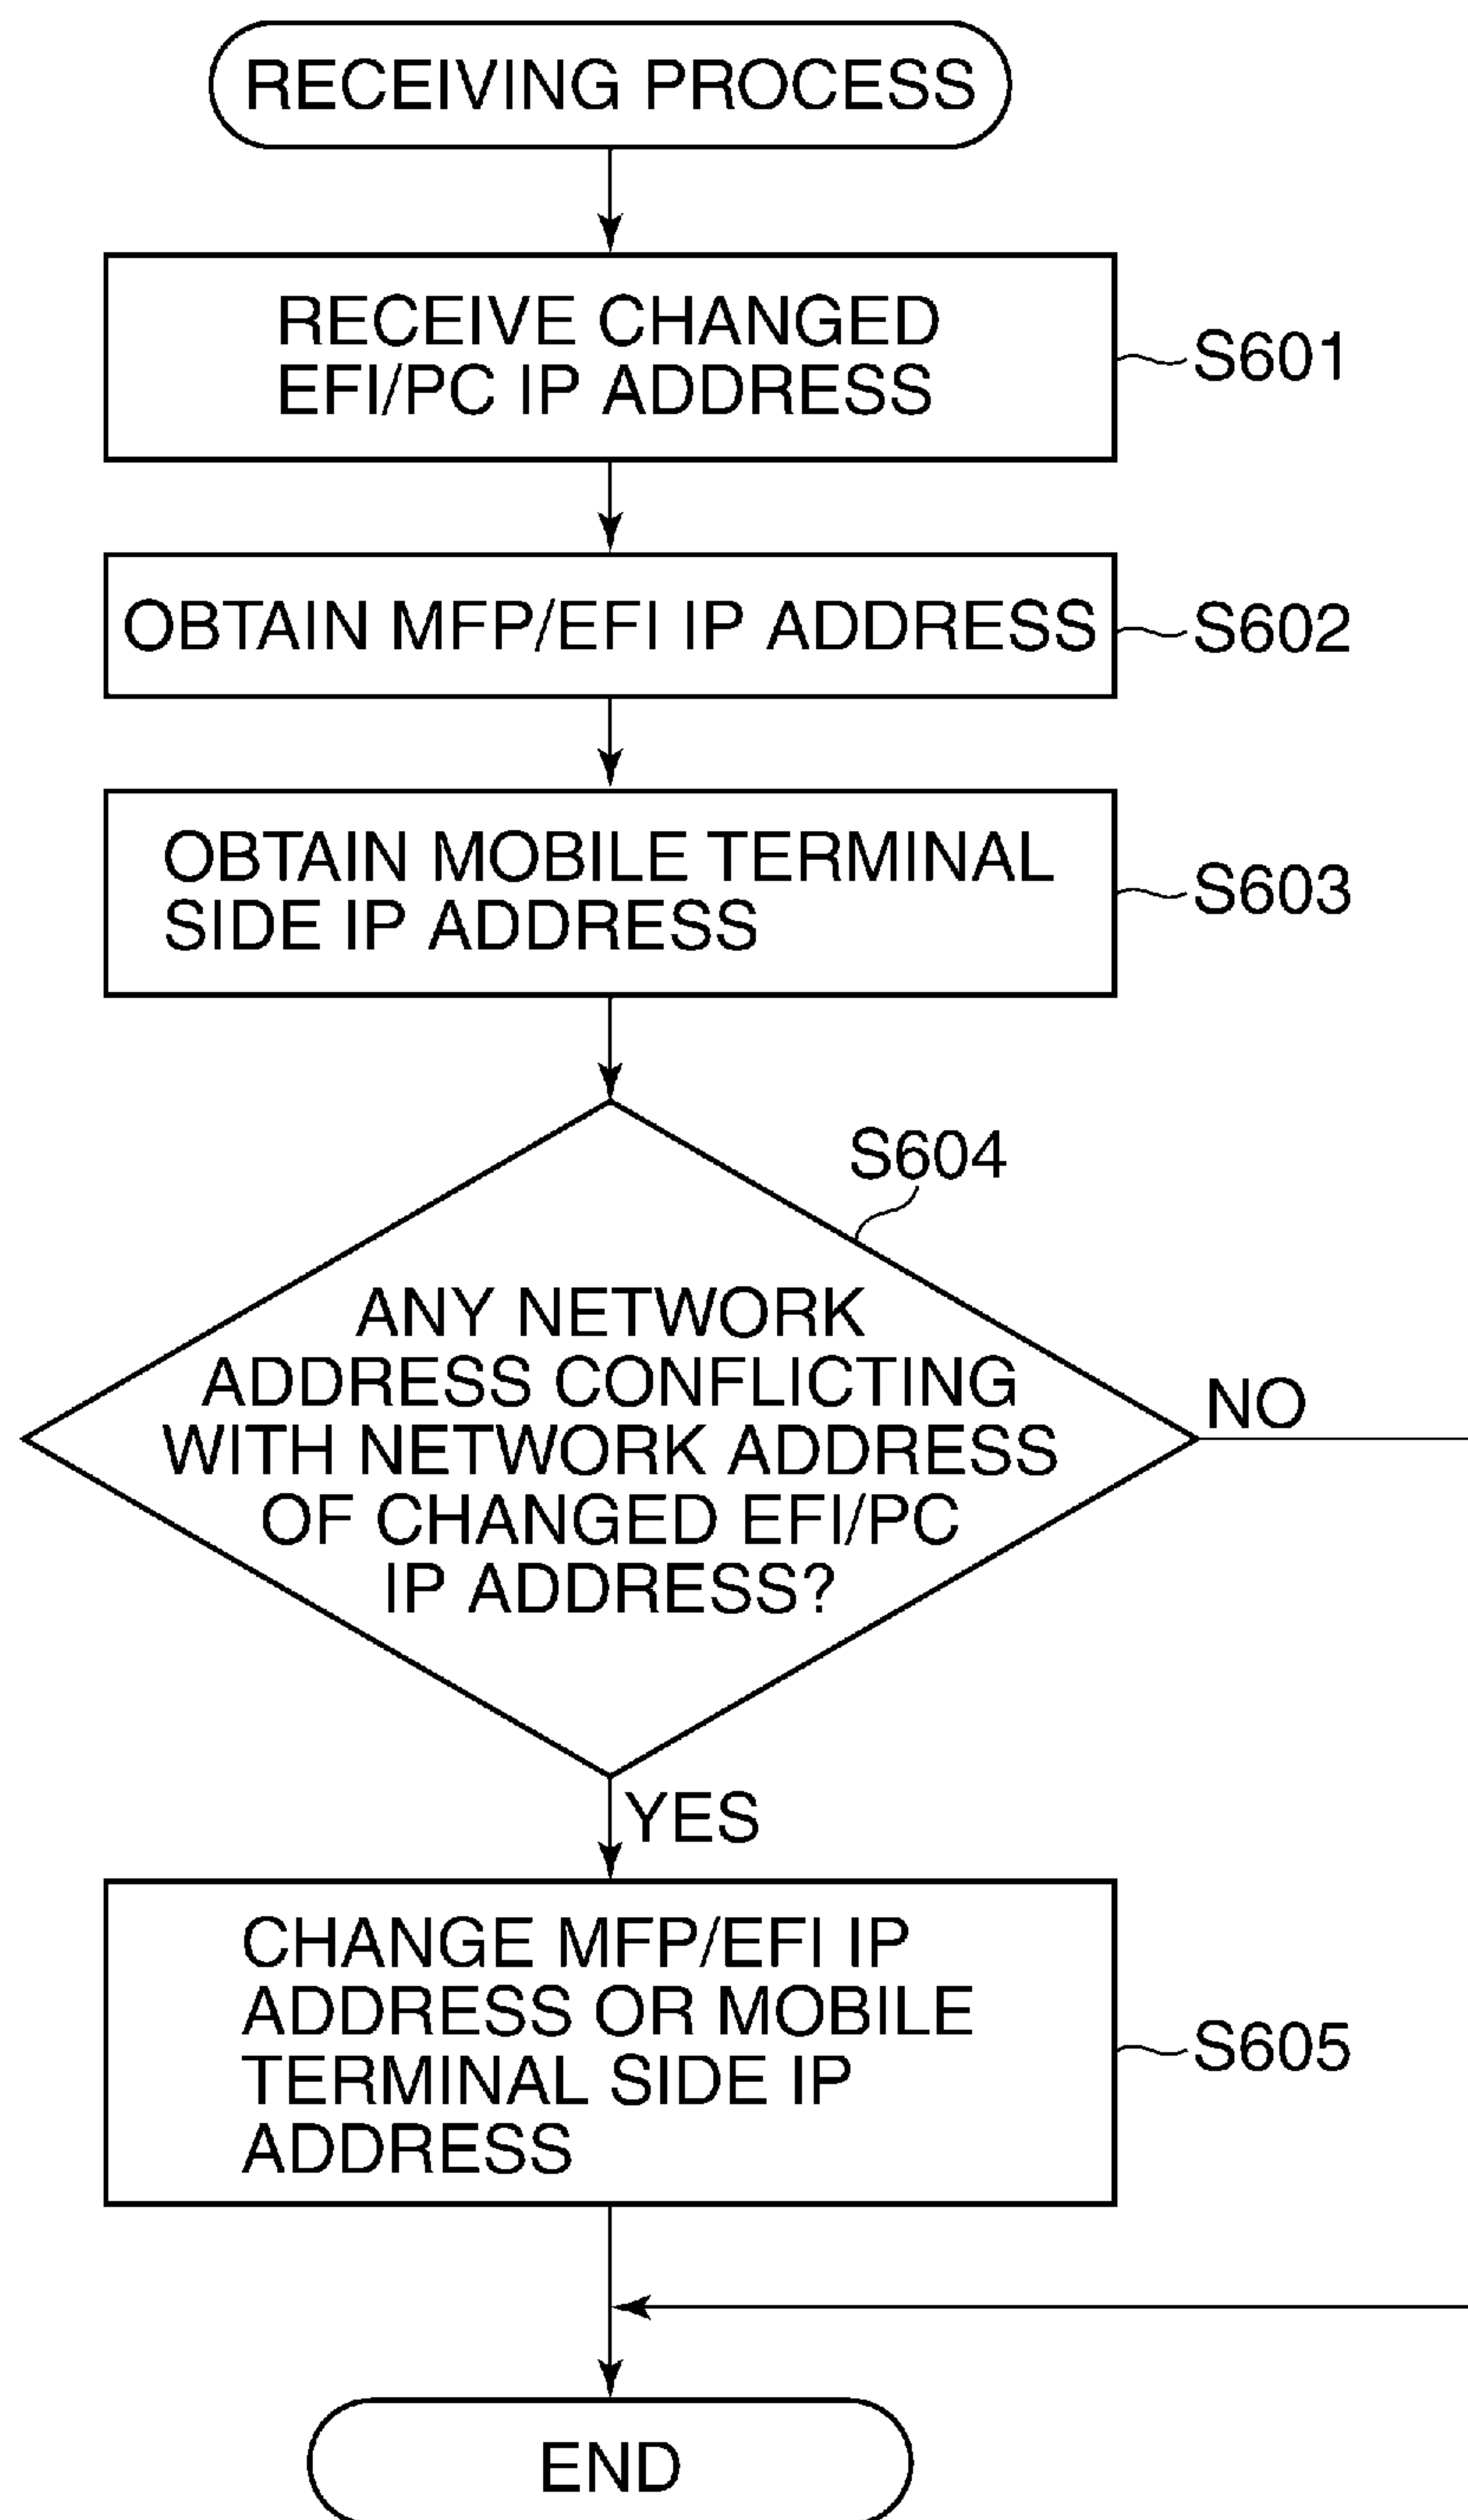 RECEIVING PROCESS
RECEIVE CHANGED
EFI/PC IP ADDRESS
S601
OBTAIN MFP/EFI IP ADDRESS
S602
OBTAIN MOBILE TERMINAL
SIDE IP ADDRESS
S603
S604
ANY NETWORK
ADDRESS CONFLICTING
WITH NETWORK ADDRESS
OF CHANGED EFI/PC
IP ADDRESS?
NO
YES
CHANGE MFP/EFI IP
ADDRESS OR MOBILE
TERMINAL SIDE IP
ADDRESS
S605
END